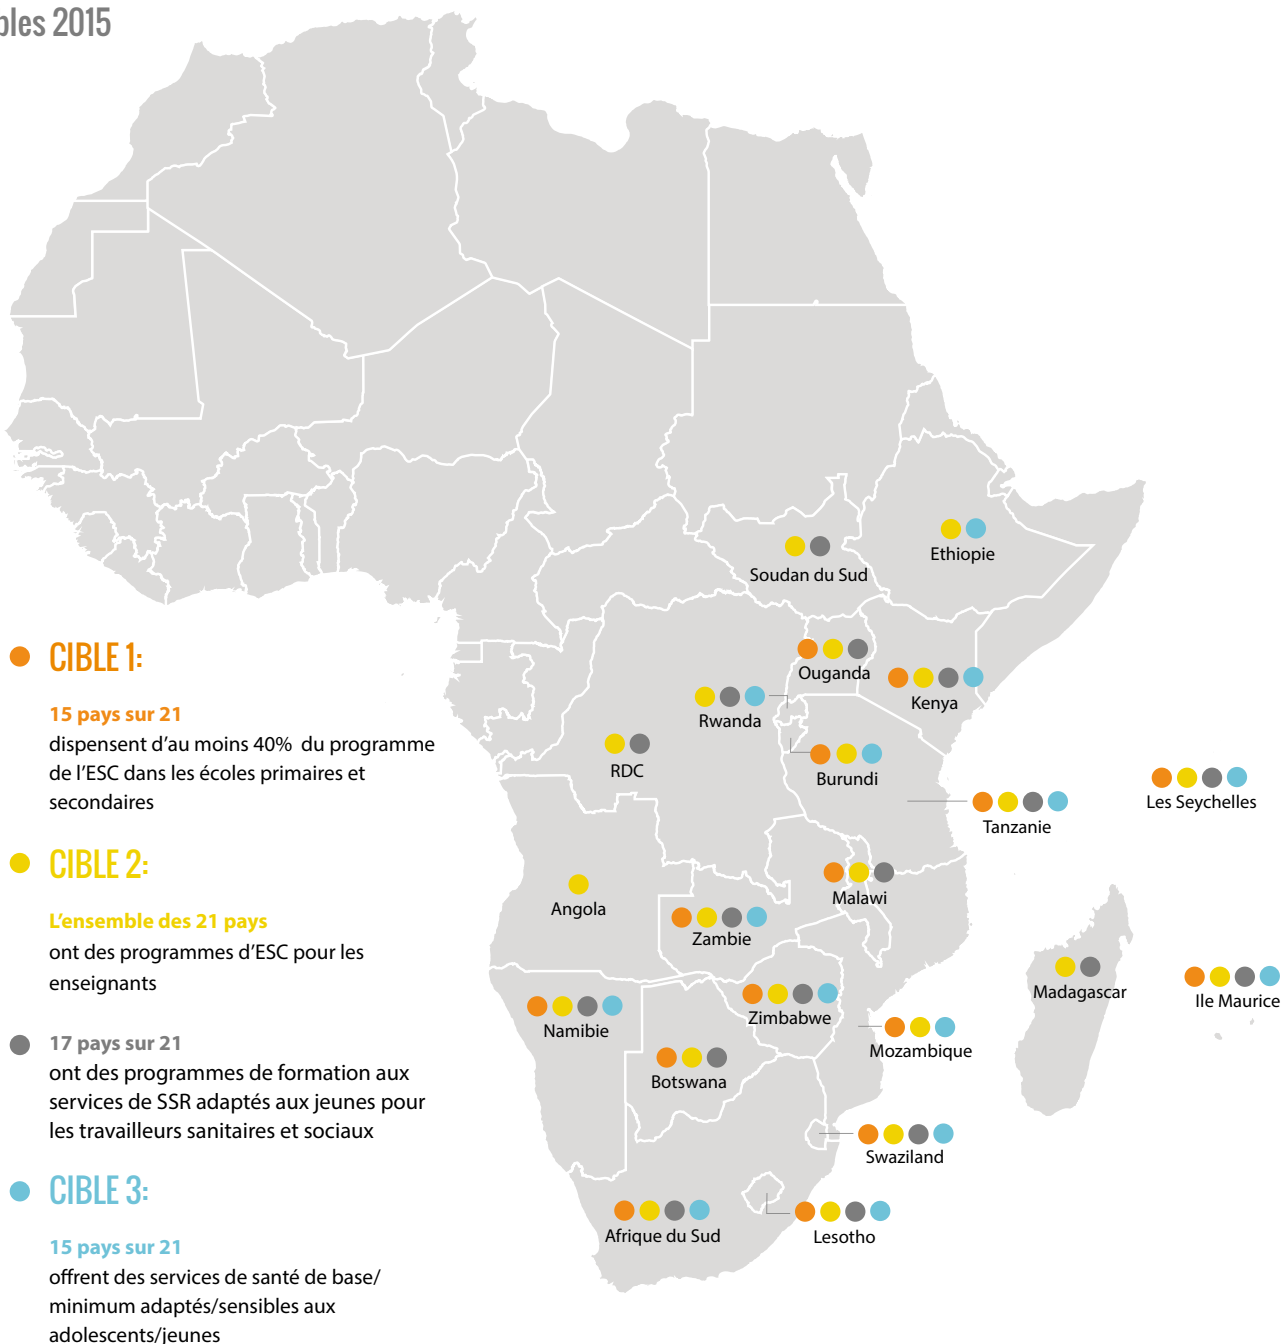 2015
CIBLE 1:
15 pays sur 21
dispensent d'au moins 40% du programme
de l'ESC dans les écoles primaires et
secondaires
CIBLE 2:
L'ensemble des 21 pays
ont des programmes d'ESC pour les
enseignants
17 pays sur 21
ont des programmes de formation aux
services de SSR adaptés aux jeunes pour
les travailleurs sanitaires et sociaux
CIBLE 3:
15 pays sur 21
offrent des services de santé de base/
minimum adaptés/sensibles aux
adolescents/jeunes
Ethiopie
Soudan du Sud
Ouganda
Kenya
Rwanda
RDC
Burundi
Les Seychelles
Tanzanie
Malawi
Angola
Zambie
Madagascar
Ile Maurice
Zimbabwe
Namibie
Mozambique
Botswana
Swaziland
Afrique du Sud
Lesotho